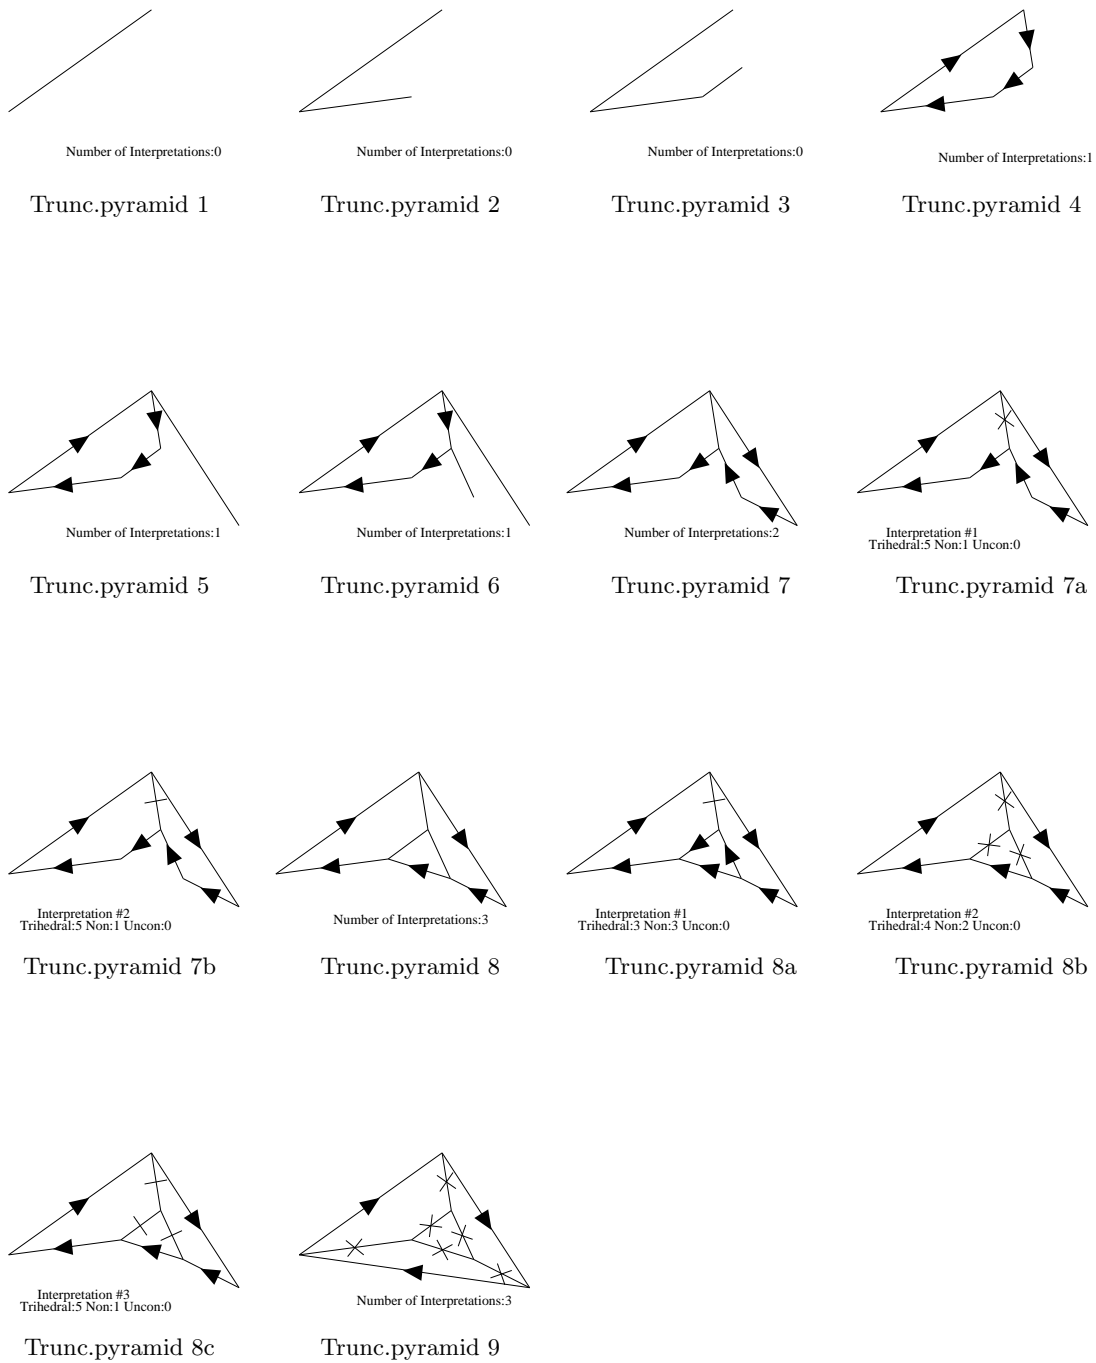 Number of Interpretations:0
Number of Interpretations:0
Number of Interpretations:0
Number of Interpretations:1
Trunc.pyramid 1
Trunc.pyramid 2
Trunc.pyramid 3
Trunc.pyramid 4
Number of Interpretations:1
Number of Interpretations:1
Number of Interpretations:2
Interpretation #1
Trihedral:5 Non:1 Uncon:0
Trunc.pyramid 5
Trunc.pyramid 6
Trunc.pyramid 7
Trunc.pyramid 7a
Interpretation #2
Trihedral:5 Non:1 Uncon:0
Number of Interpretations:3
Interpretation #1
Trihedral:3 Non:3 Uncon:0
Interpretation #2
Trihedral:4 Non:2 Uncon:0
Trunc.pyramid 7b
Trunc.pyramid 8
Trunc.pyramid 8a
Trunc.pyramid 8b
Interpretation #3
Trihedral:5 Non:1 Uncon:0
Number of Interpretations:3
Trunc.pyramid 8c
Trunc.pyramid 9